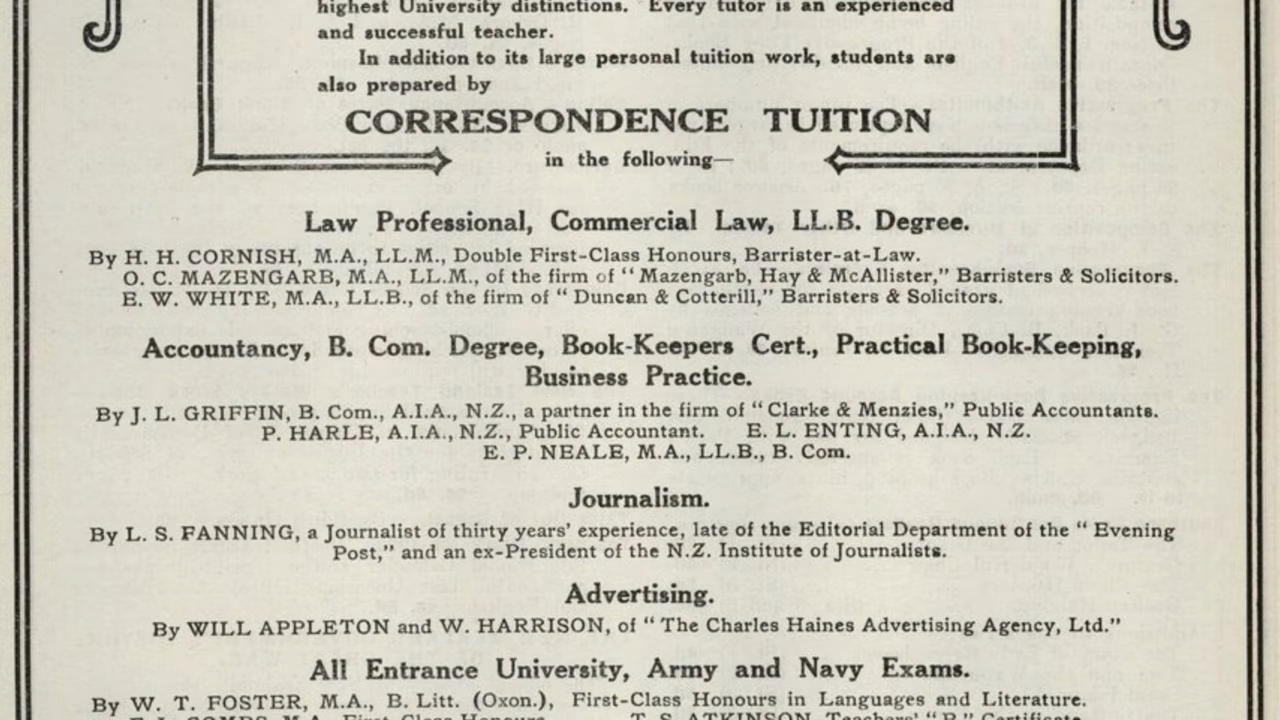 highest University distinctions. Every tutor is an experienced
and successful teacher.
In addition to its large personal tuition work, students are
also prepared by
CORRESPONDENCE TUITION
in the following—
Law Professional, Commercial Law, LL.B. Degree.
By H. H. CORNISH, M.A., LL.M., Double First-Class Honours, Barrister-at-Law.
O. C. MAZENGARB, M.A., LL.M., of the firm of "Mazengarb, Hay & McAllister," Barristers & Solicitors.
E. W. WHITE, M.A., LL.B., of the firm of "Duncan & Cotterill," Barristers & Solicitors.
Accountancy, B. Com. Degree, Book-Keepers Cert., Practical Book-Keeping,
Business Practice.
By J. L. GRIFFIN, B. Com., A.I.A., N.Z., a partner in the firm of "Clarke & Menzies," Public Accountants.
P. HARLE, A.I.A., N.Z., Public Accountant. E. L. ENTING, A.I.A., N.Z.
E. P. NEALE, M.A., LL.B., B. Com.
Journalism.
By L. S. FANNING, a Journalist of thirty years' experience, late of the Editorial Department of the "Evening
Post," and an ex-President of the N.Z. Institute of Journalists.
Advertising.
By WILL APPLETON and W. HARRISON, of "The Charles Haines Advertising Agency, Ltd."
All Entrance University, Army and Navy Exams.
By W. T. FOSTER, M.A., B. Litt. (Oxon.), First-Class Honours in Languages and Literature.
E. J. COMBS, M.A. First-Class Honours. T. S. ATKINSON, Teachers' "B" Certificate.